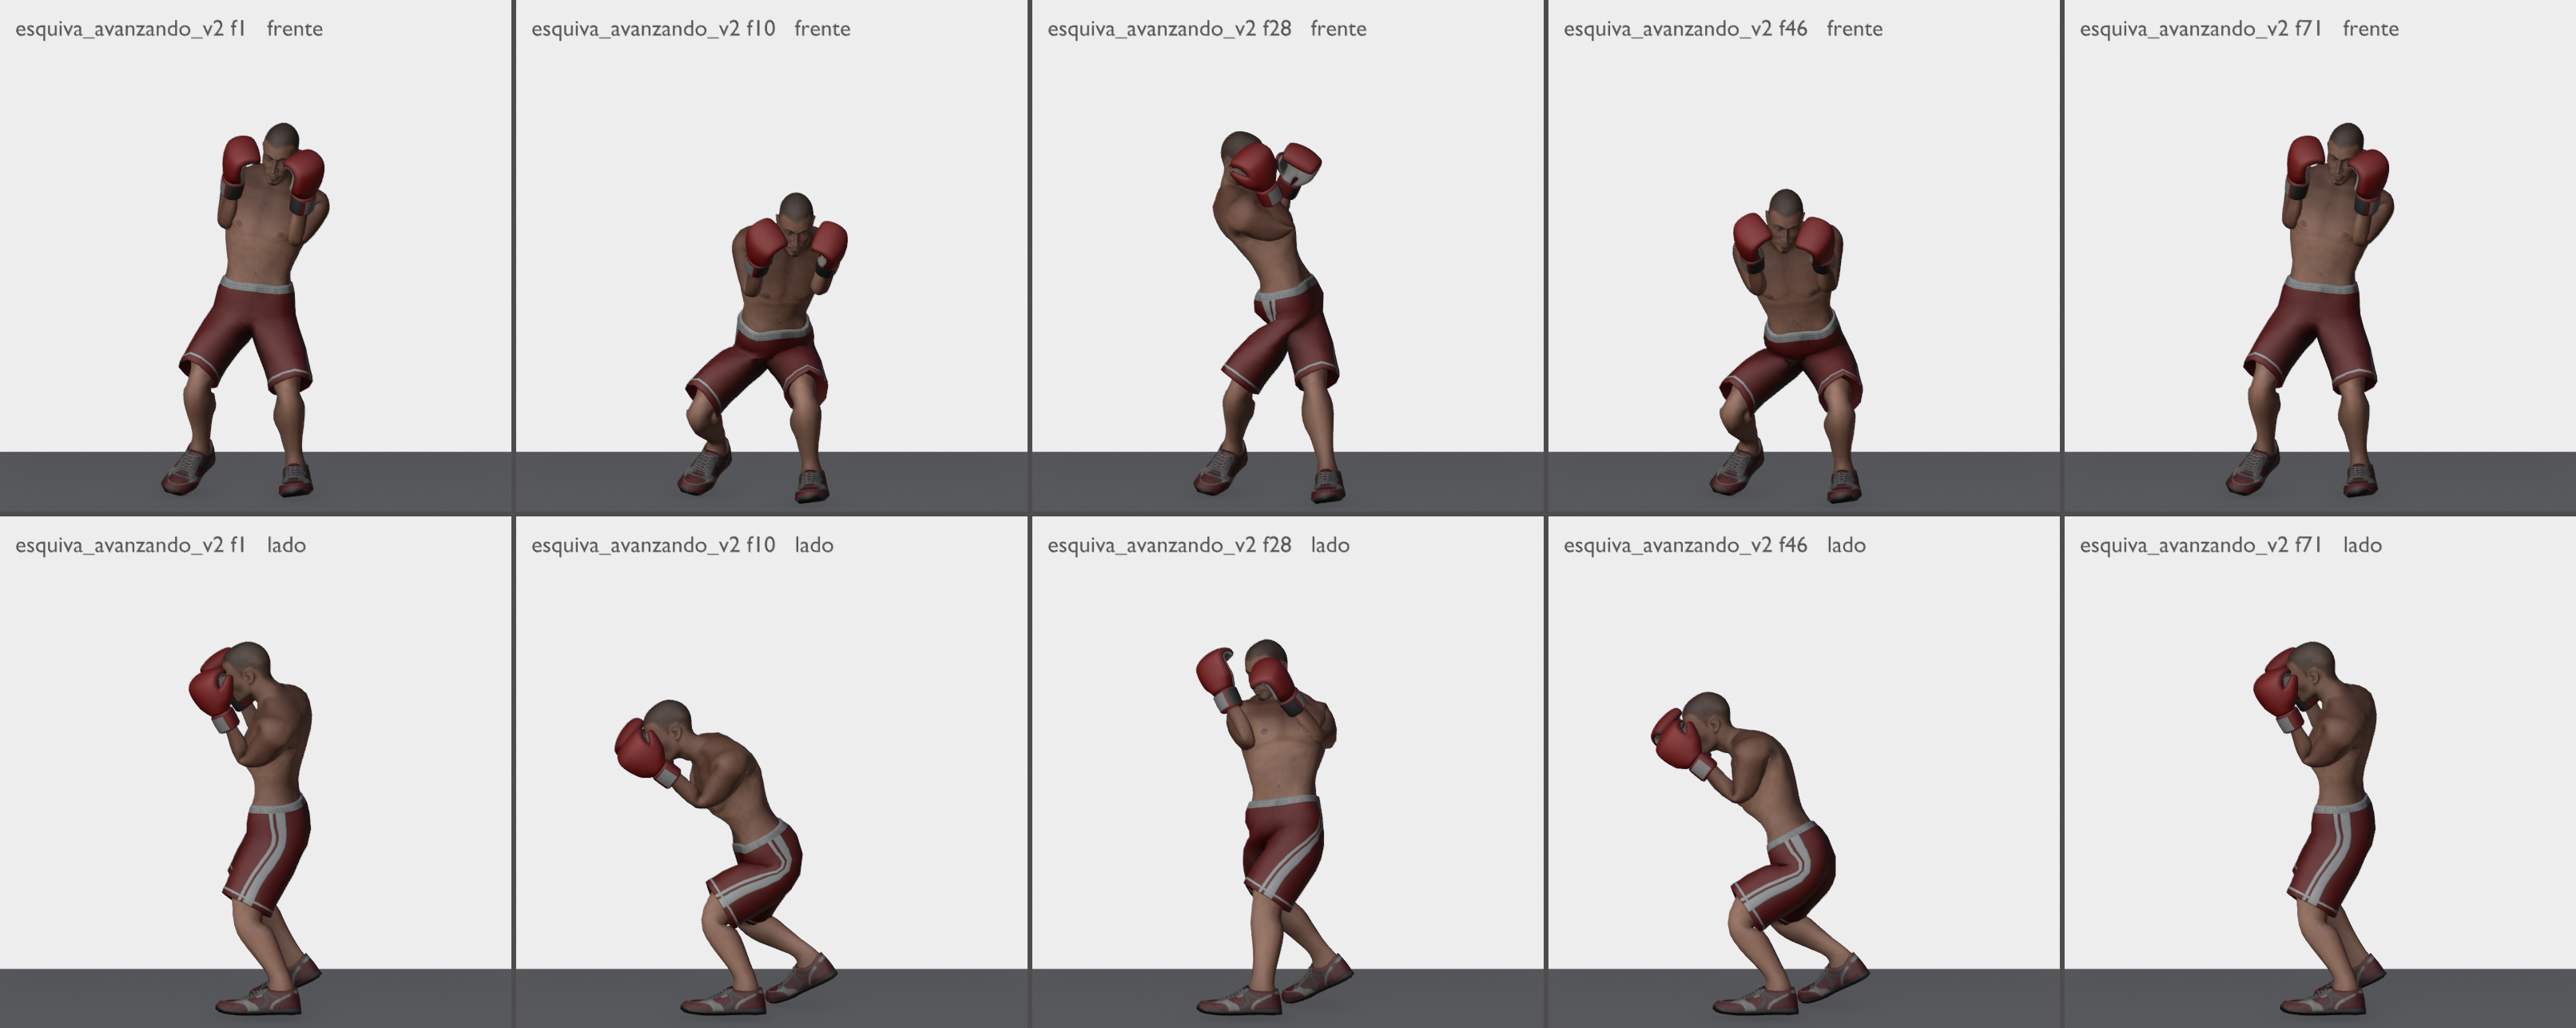 esquiva_avanzando_v2 f1 frente
esquiva_avanzando_v2 f10 frente
esquiva_avanzando_v2 f28 frente
esquiva_avanzando_v2 f46 frente
esquiva_avanzando_v2 f71 frente
esquiva_avanzando_v2 f1 lado
esquiva_avanzando_v2 f10 lado
esquiva_avanzando_v2 f28 lado
esquiva_avanzando_v2 f46 lado
esquiva_avanzando_v2 f71 lado